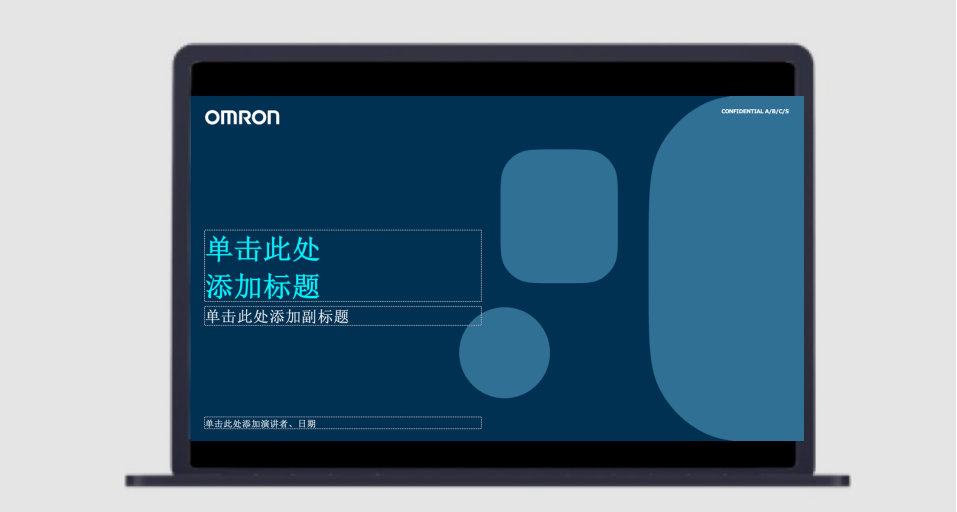 OMRON
CONFIDENTIAL A/B/C/S
单击此处
添加标题
单击此处添加副标题
单击此处添加演讲者、日期